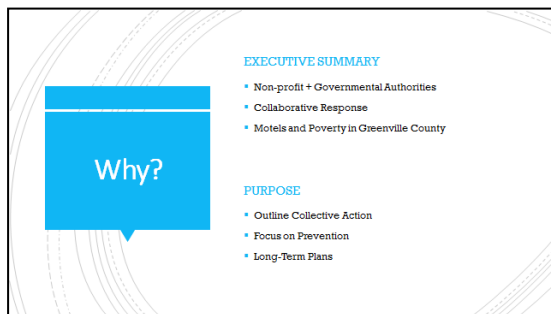 Why?
EXECUTIVE SUMMARY
Non-profit + Governmental Authorities
Collaborative Response
Motels and Poverty in Greenville County
PURPOSE
Outline Collective Action
Focus on Prevention
Long-Term Plans